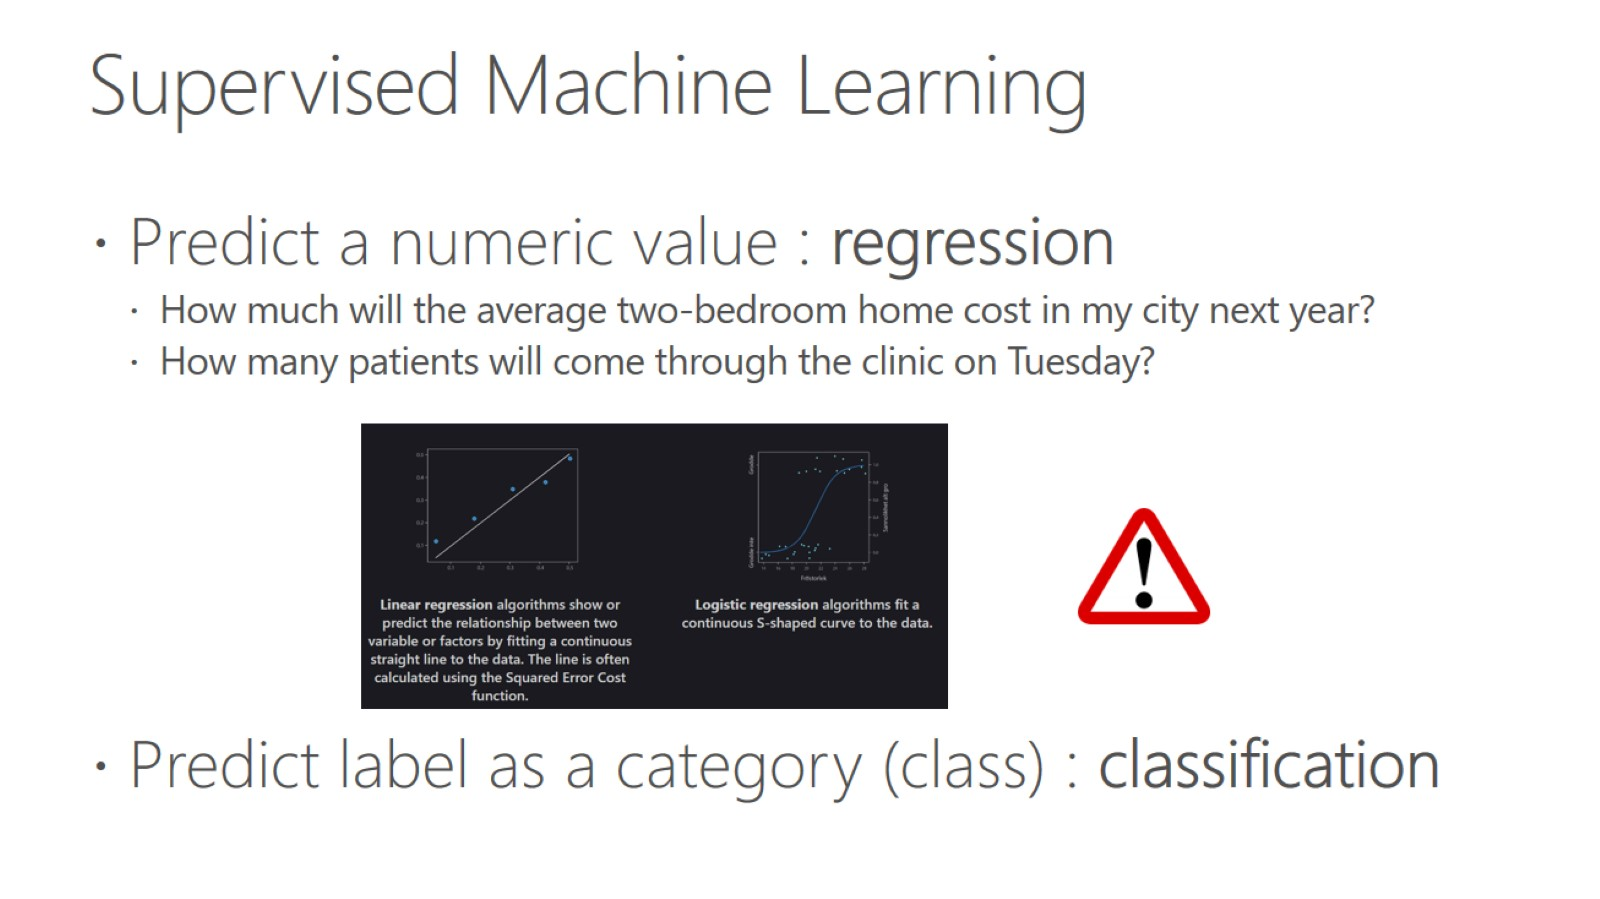 Supervised Machine Learning
· Predict a numeric value : regression
· How much will the average two-bedroom home cost in my city next year?
· How many patients will come through the clinic on Tuesday?
Linear regression algorithms show or
predict the relationship between two
variable or factors by fitting a continuous
straight line to the data. The line is often
calculated using the Squared Error Cost
function.
Logistic regression algorithms fit a
continuous S-shaped curve to the data.
· Predict label as a category (class) : classification